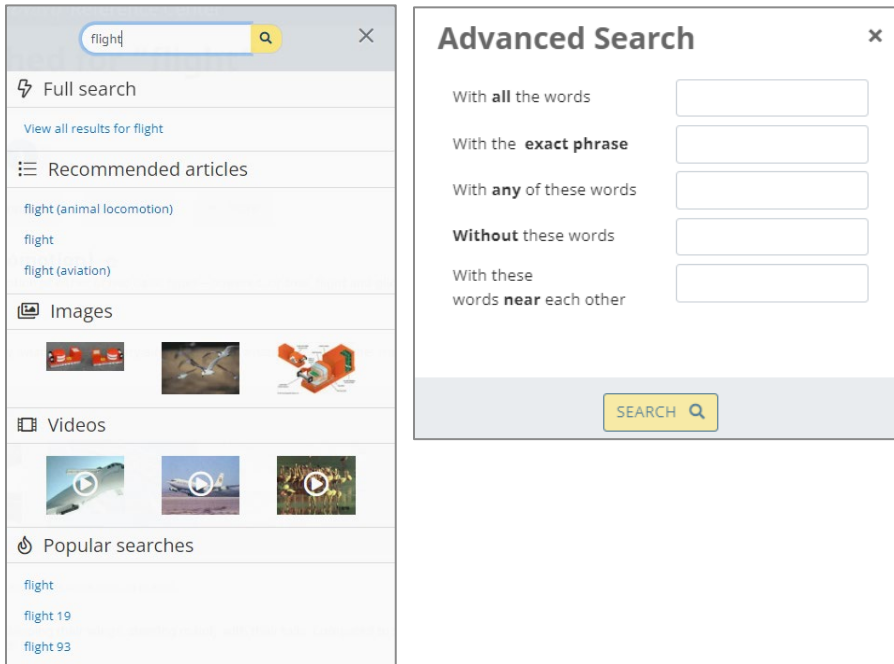 flight
Full search
View all results for flight
Recommended articles
flight (animal locomotion)
flight
flight (aviation)
Images
Videos
Popular searches
flight
flight 19
flight 93
Advanced Search
With all the words
With the exact phrase
With any of these words
Without these words
With these
words near each other
SEARCH